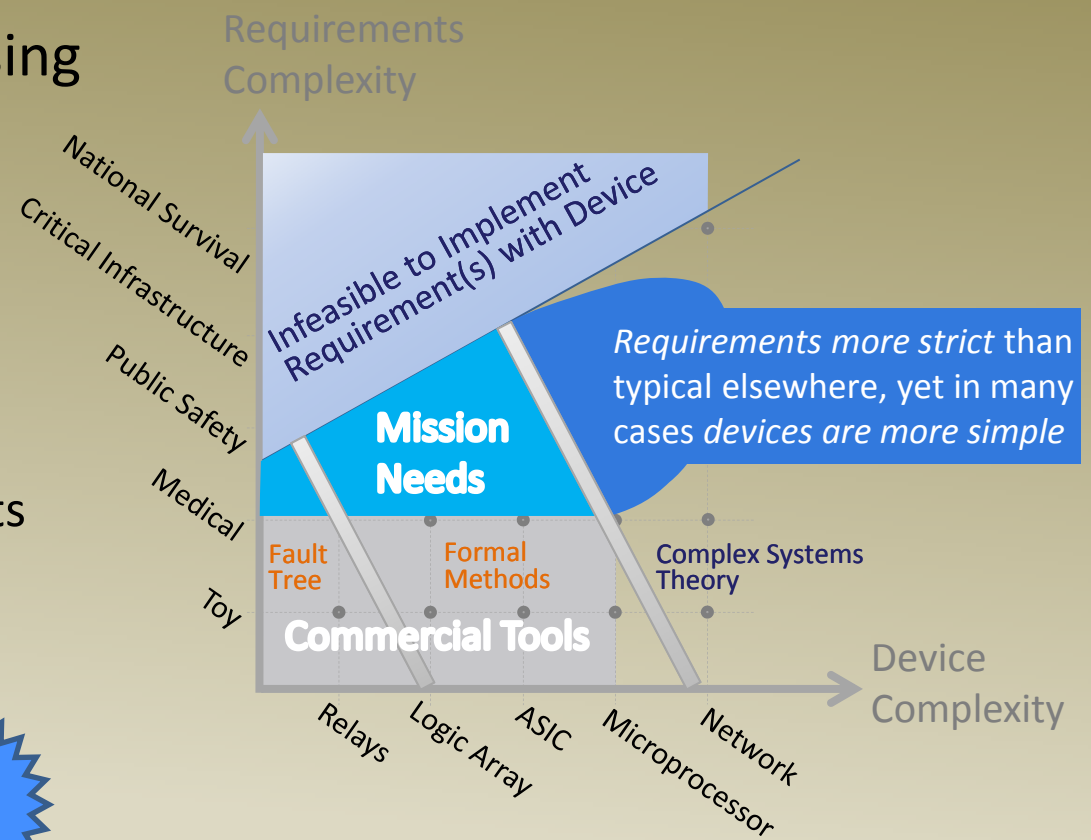 ing
Requirements
Complexity
National Survival
Critical Infrastructure
Public Safety
Medical
Toy
ts
Infeasible to Implement
Requirement(s) with Device
Requirements more strict than
typical elsewhere, yet in many
cases devices are more simple
Mission
Needs
Fault
Tree
Formal
Methods
Complex Systems
Theory
Commercial Tools
Device
Complexity
Relays
Logic Array
ASIC
Microprocessor
Network